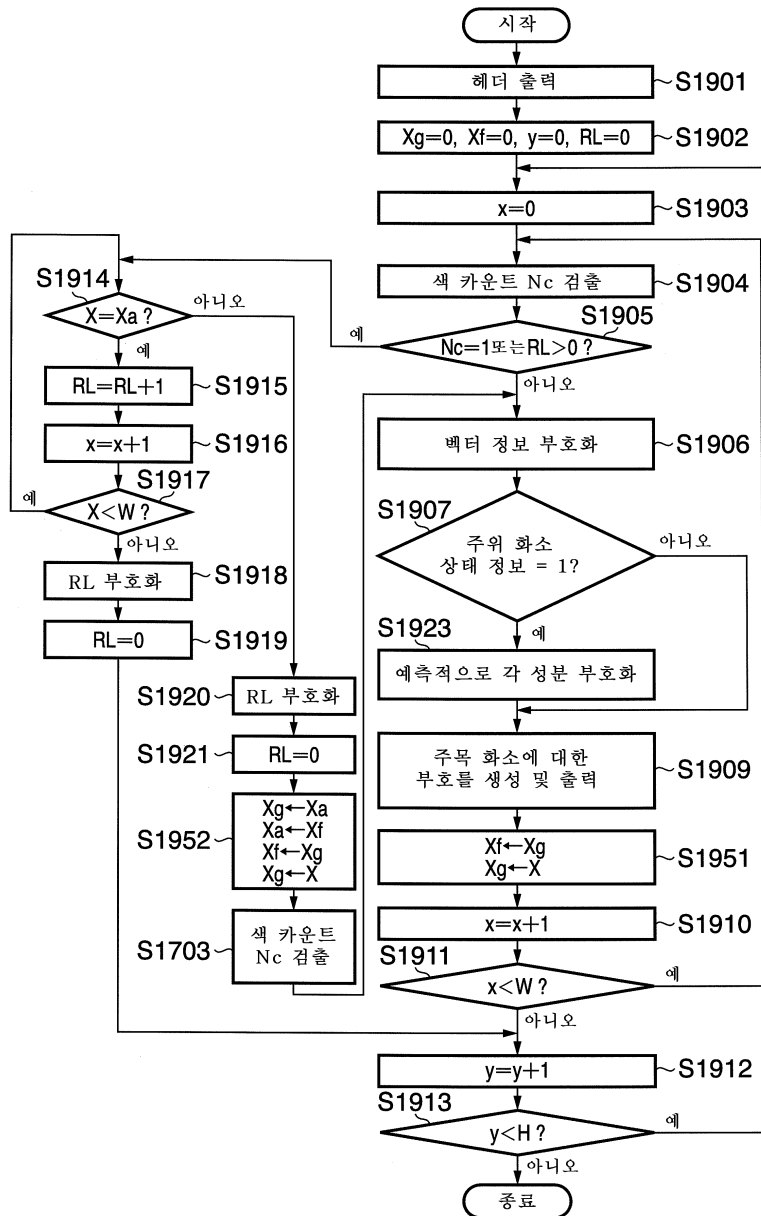 시작
헤더 출력
S1901
Xg=0, Xf=0, y=0, RL=0
S1902
x=0
S1903
색 카운트 Nc 검출
S1904
S1905
Nc=1또는RL>0 ?
예
아니오
S1914
X=Xa ?
아니오
예
RL=RL+1
S1915
x=x+1
S1916
S1917
X<W ?
예
아니오
RL 부호화
S1918
RL=0
S1919
S1920
RL 부호화
S1921
RL=0
S1952
Xg←Xa
Xa←Xf
Xf←Xg
Xg←X
S1703
색 카운트
Nc 검출
벡터 정보 부호화
S1906
S1907
주위 화소
상태 정보 = 1?
아니오
예
S1923
예측적으로 각 성분 부호화
주목 화소에 대한
부호를 생성 및 출력
S1909
Xf←Xg
Xg←X
S1951
x=x+1
S1910
S1911
x<W ?
예
아니오
y=y+1
S1912
S1913
y<H ?
예
아니오
종료